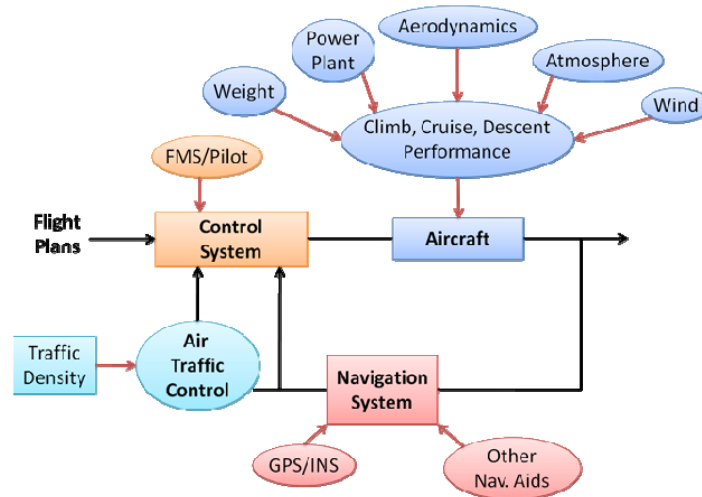 Aerodynamics
Power
Plant
Atmosphere
Weight
Wind
Climb, Cruise, Descent
Performance
FMS/Pilot
Flight
Plans
Control
System
Aircraft
Traffic
Density
Air
Traffic
Control
Navigation
System
GPS/INS
Other
Nav. Aids